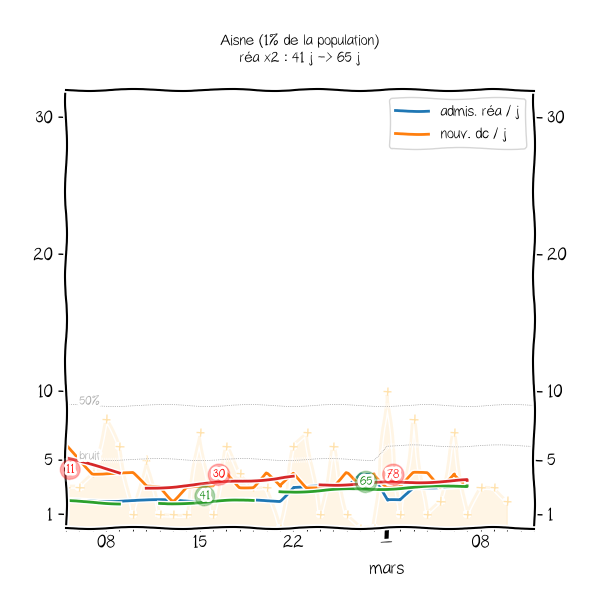 Aisne (1% de la population)
réa x2 : 41 j -> 65 j
admis. réa / j
nouv. dc / j
30 30
20 20
10 10
50%
5 bruit 5
11 30 41 65 78
1 1
08 15 22 1 08
mars